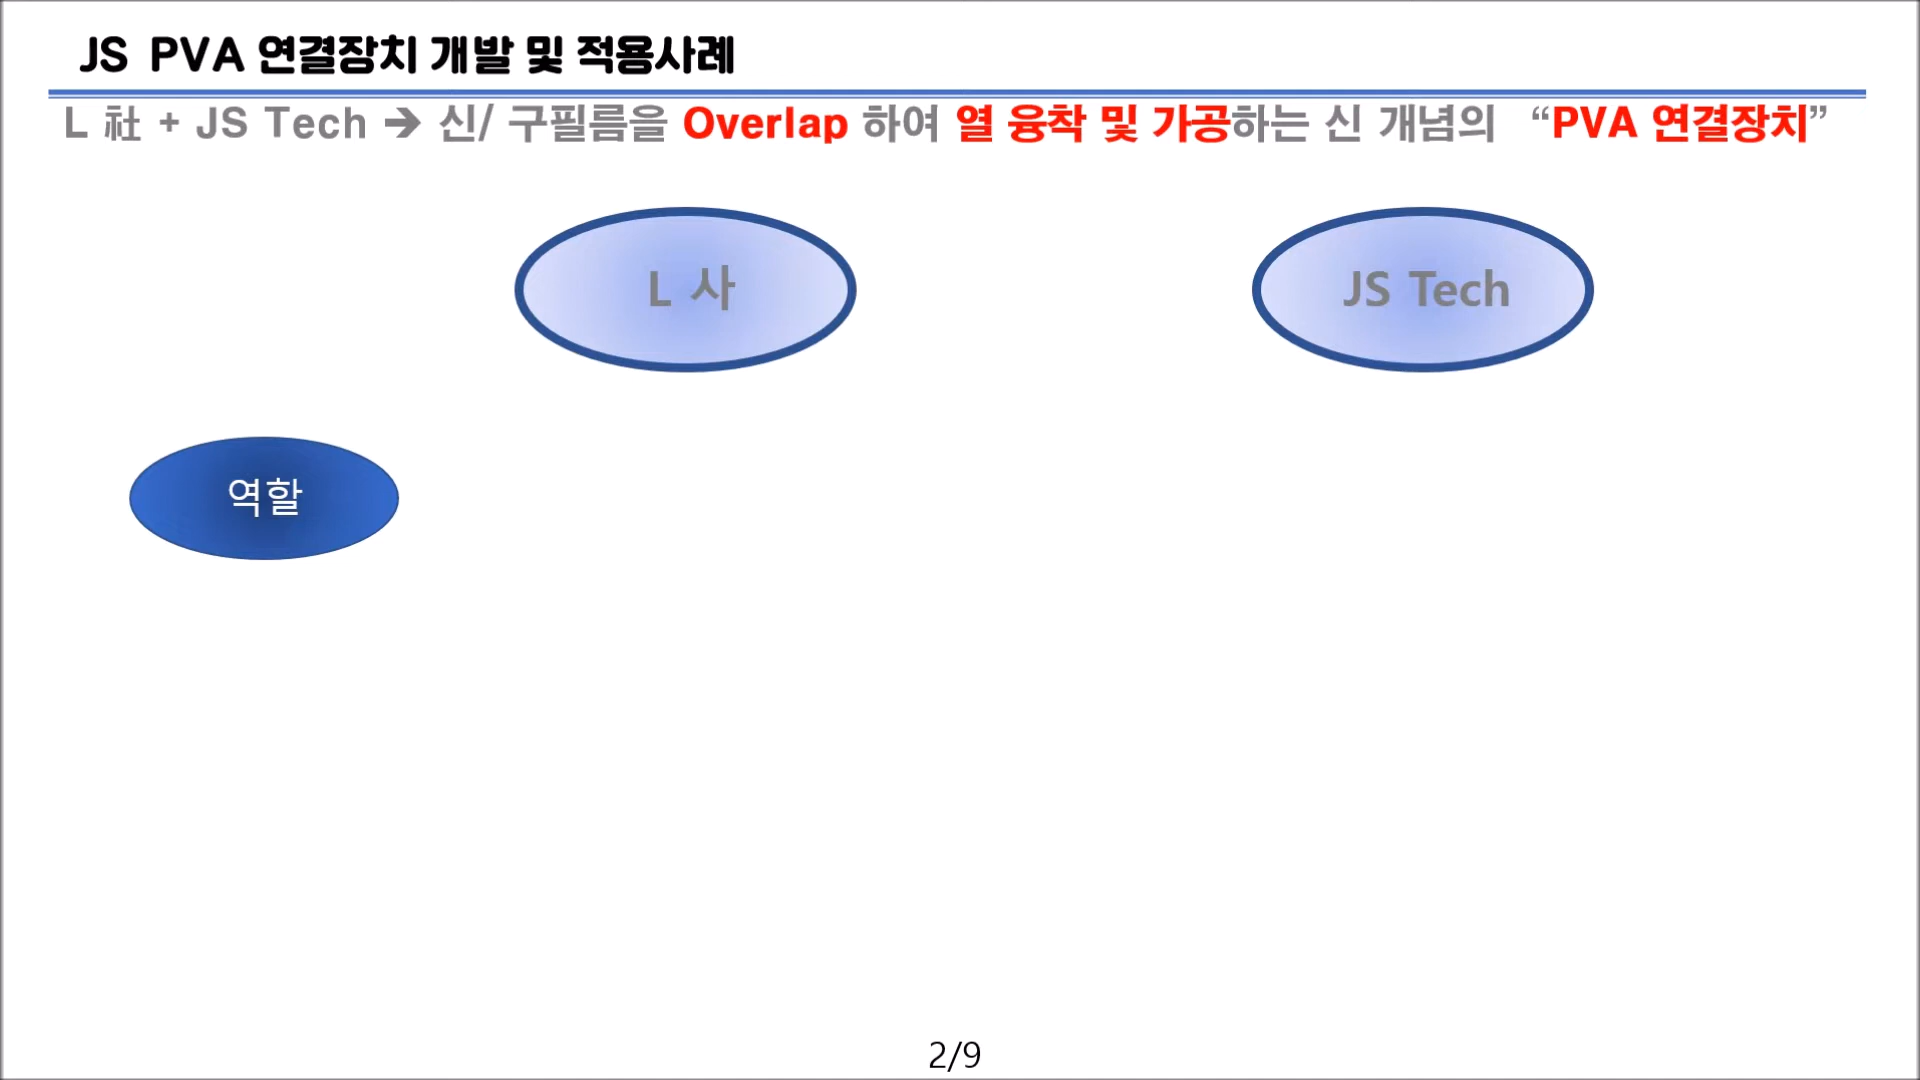 JS PVA 연결장치 개발 및 적용사례
L 社 + JS Tech ➔ 신/ 구필름을 Overlap 하여 열 융착 및 가공하는 신 개념의 “PVA 연결장치”
L 사
JS Tech
역할
2/9